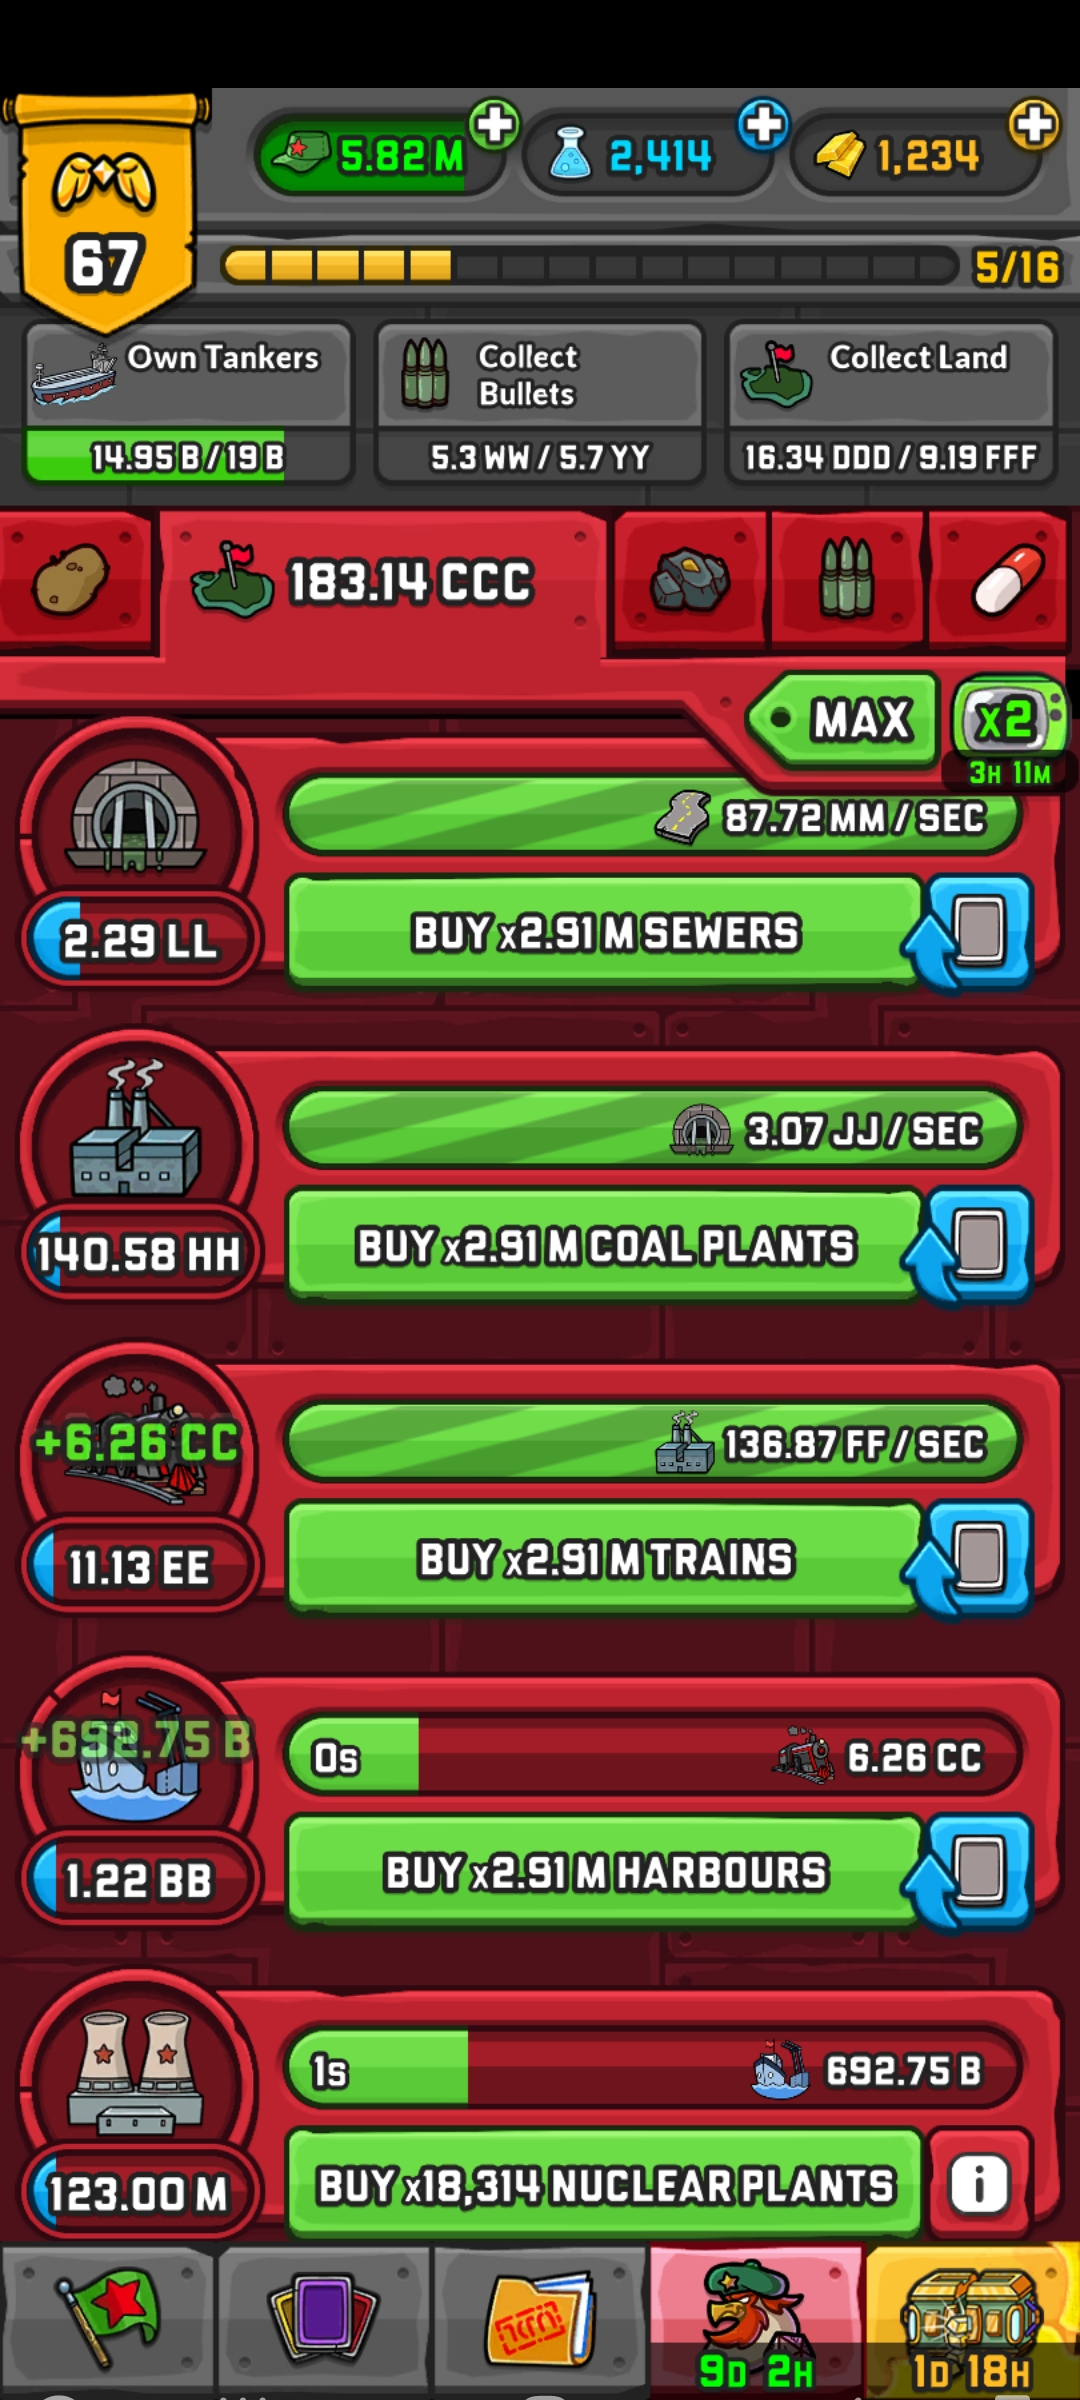 5.82 M
2,414
1,234
67
5/16
Own Tankers
14.95 B / 19 B
Collect
Bullets
5.3 WW / 5.7 YY
Collect Land
16.34 DDD / 9.19 FFF
183.14 CCC
MAX
x2
3H 11M
87.72 MM / SEC
2.29 LL
BUY x2.91 M SEWERS
3.07 JJ / SEC
140.58 HH
BUY x2.91 M COAL PLANTS
+6.26 CC
136.87 FF / SEC
11.13 EE
BUY x2.91 M TRAINS
+692.75 B
0s
6.26 CC
1.22 BB
BUY x2.91 M HARBOURS
1s
692.75 B
123.00 M
BUY x18,314 NUCLEAR PLANTS
i
9D 2H
1D 18H